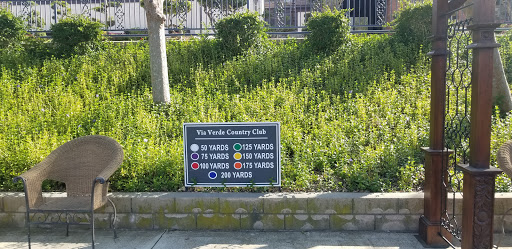 Via Verde Country Club
50 YARDS 125 YARDS
75 YARDS 150 YARDS
100 YARDS 175 YARDS
200 YARDS